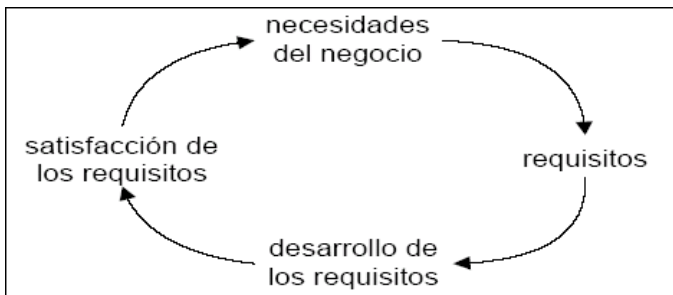 necesidades
del negocio
requisitos
desarrollo de
los requisitos
satisfacción de
los requisitos